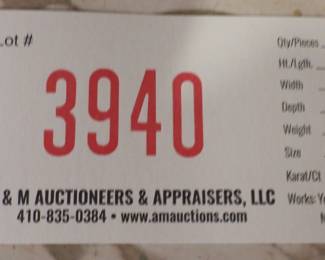 Lot #
3940
& M AUCTIONEERS & APPRAISERS, LLC
410-835-0384 • www.amauctions.com
Qty/Pieces
Ht./Lgth.
Width
Depth
Weight
Size
Karat/Ct
Works: Ye